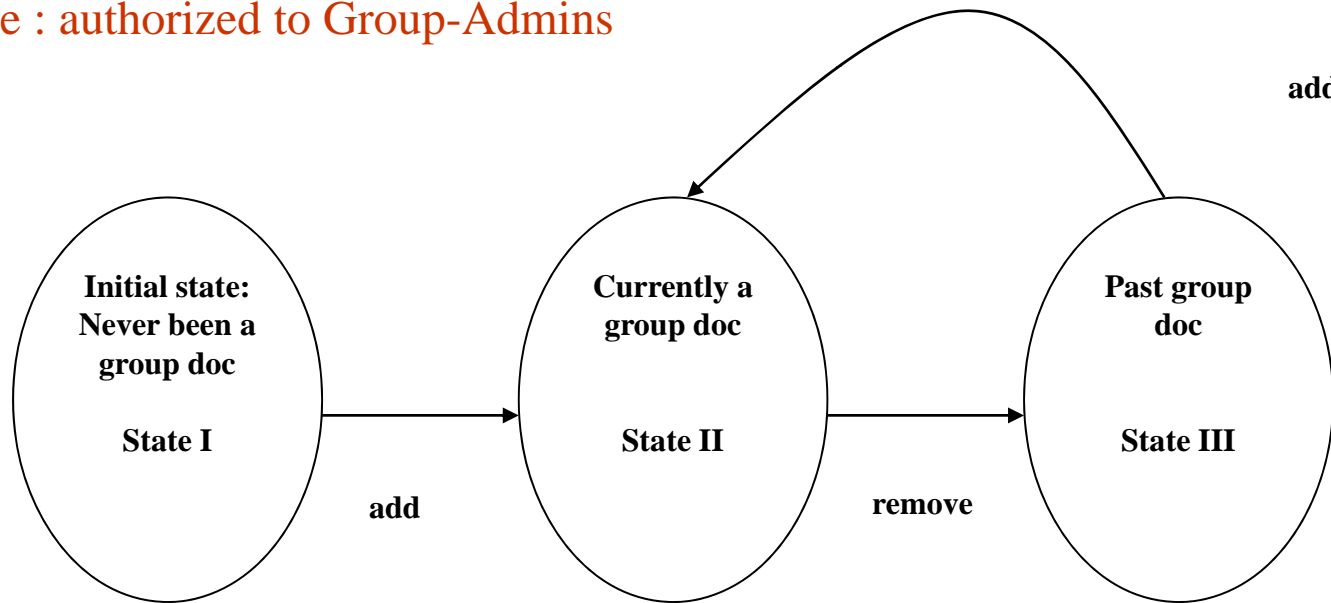 e : authorized to Group-Admins
add
Initial state:
Never been a
group doc
State I
Currently a
group doc
State II
Past group
doc
State III
add
remove